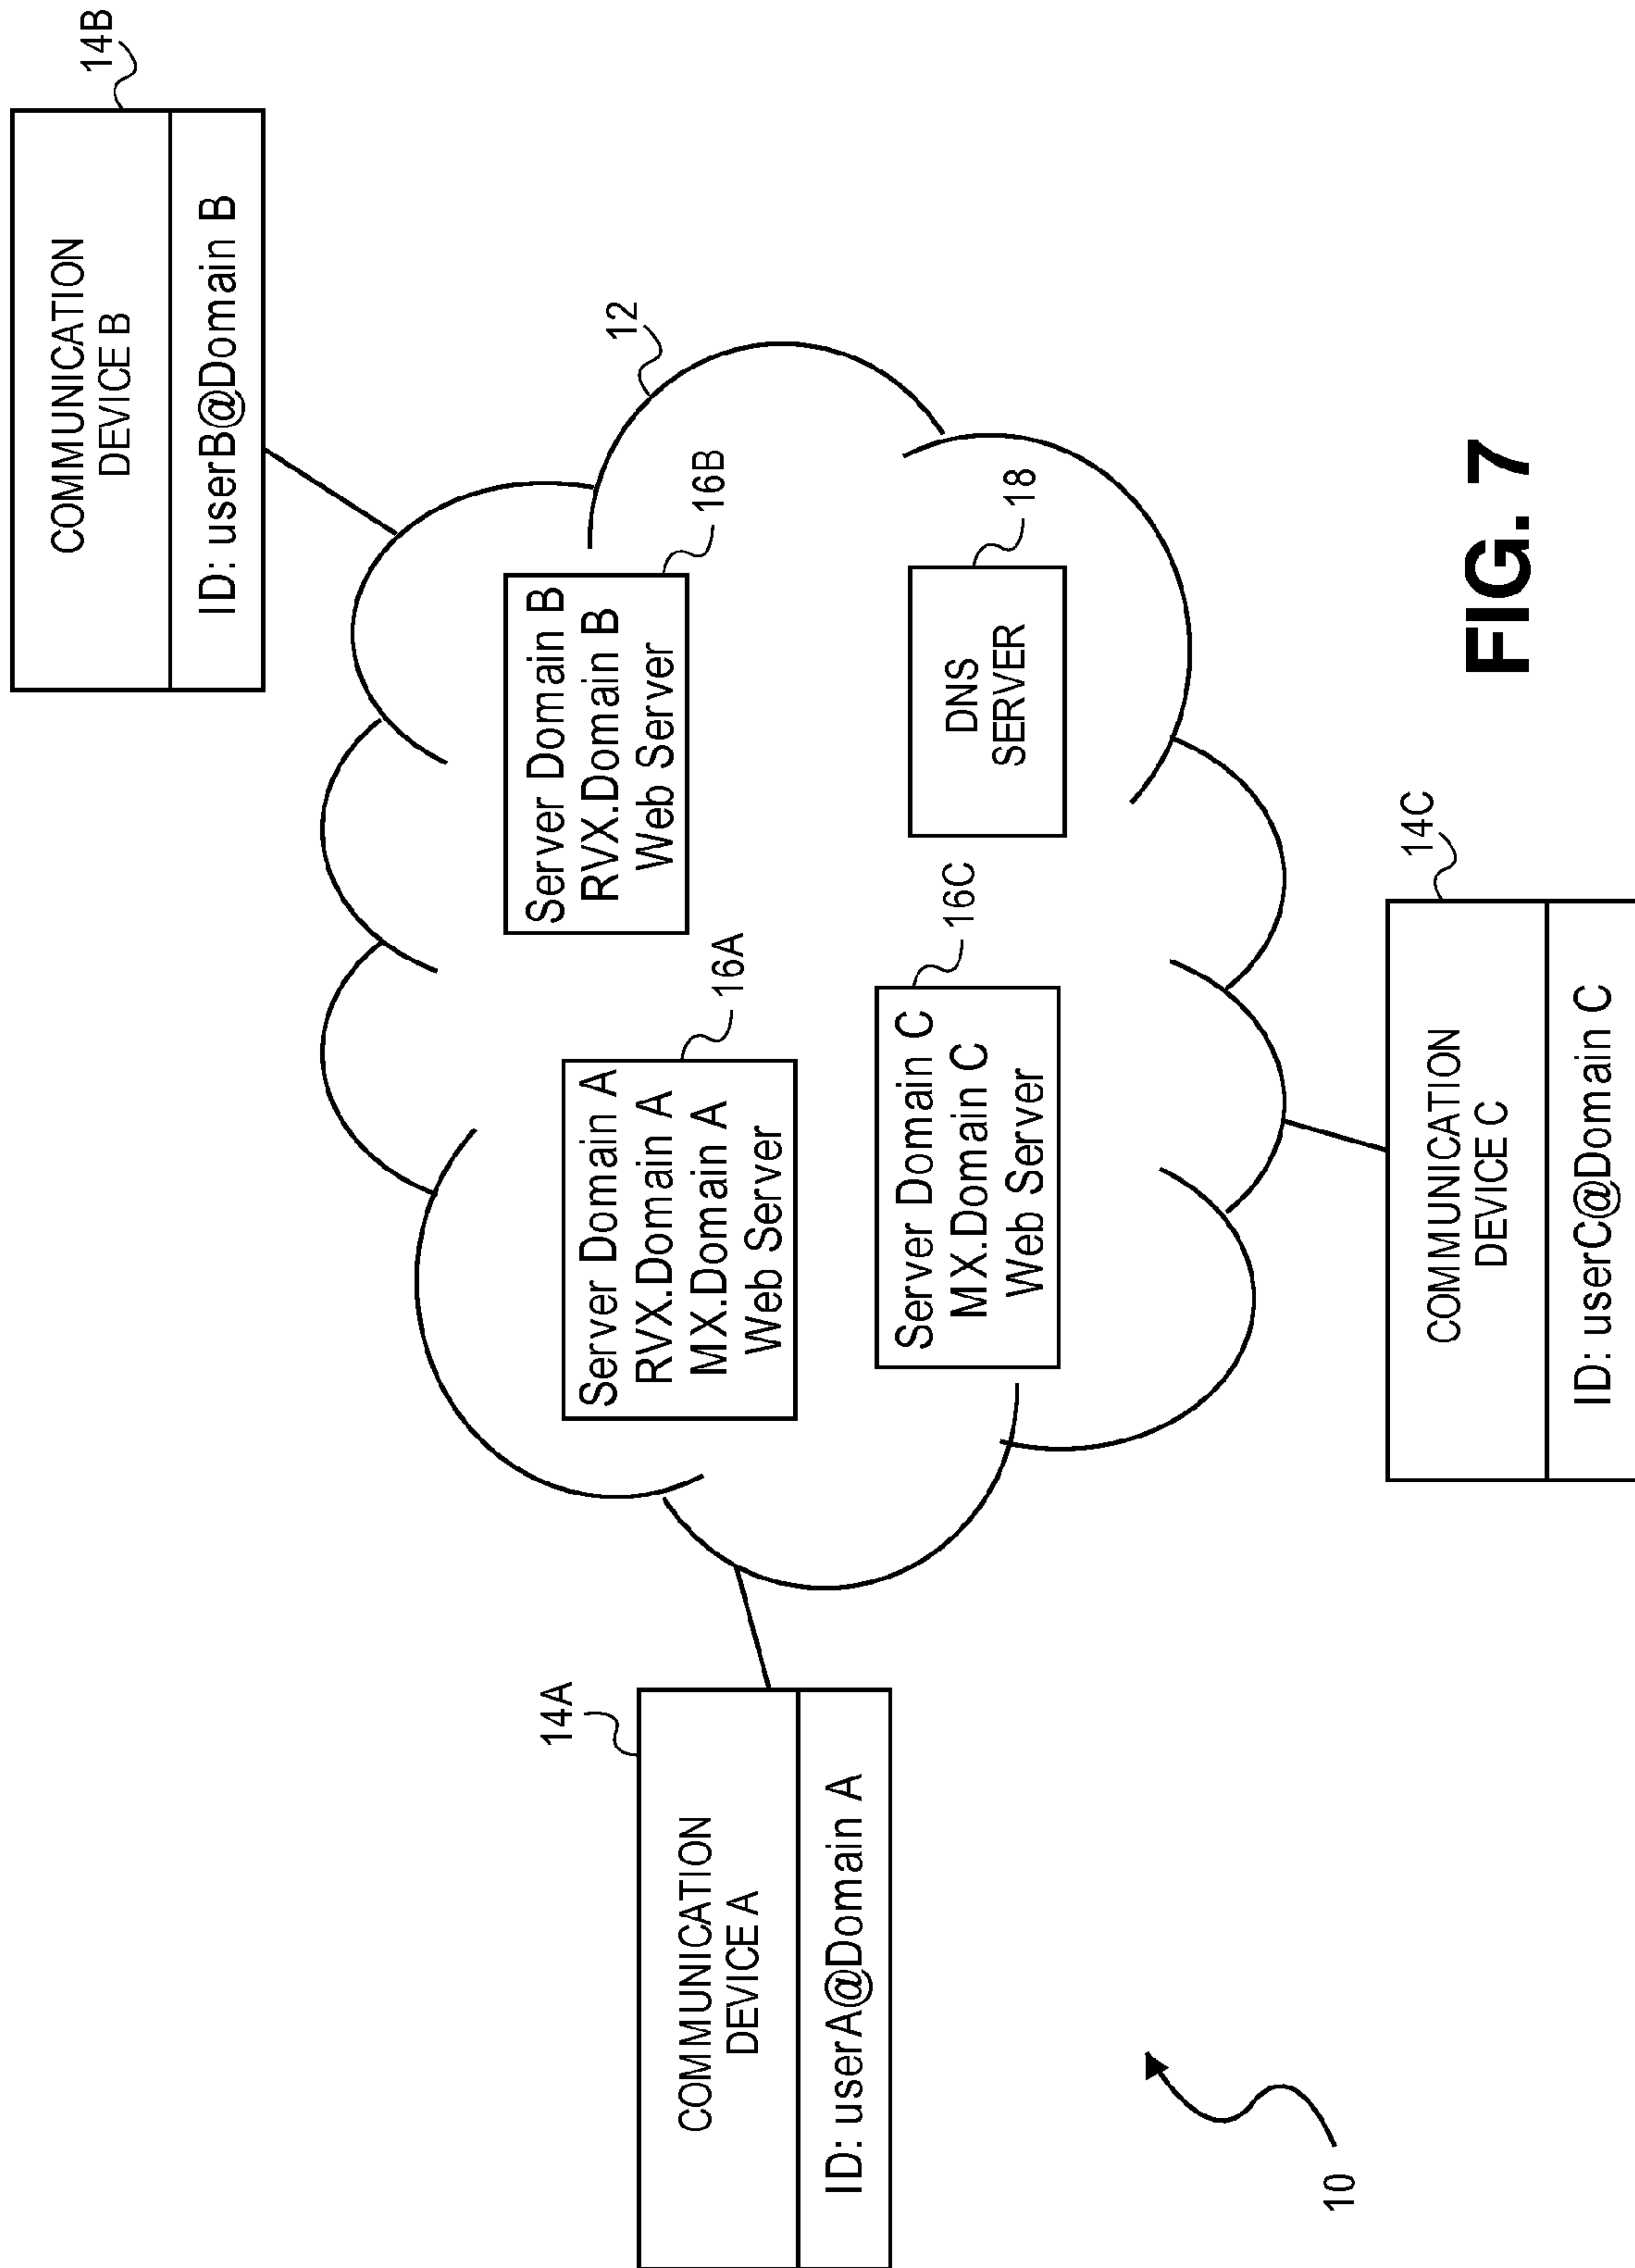 COMMUNICATION
DEVICE B
ID: userB@Domain B
14B
12
COMMUNICATION
DEVICE A
ID: userA@Domain A
14A
Server Domain A
RVX.Domain A
MX.Domain A
Web Server
16A
Server Domain B
RVX.Domain B
Web Server
16B
Server Domain C
MX.Domain C
Web Server
16C
DNS
SERVER
18
COMMUNICATION
DEVICE C
ID: userC@Domain C
14C
10
FIG. 7